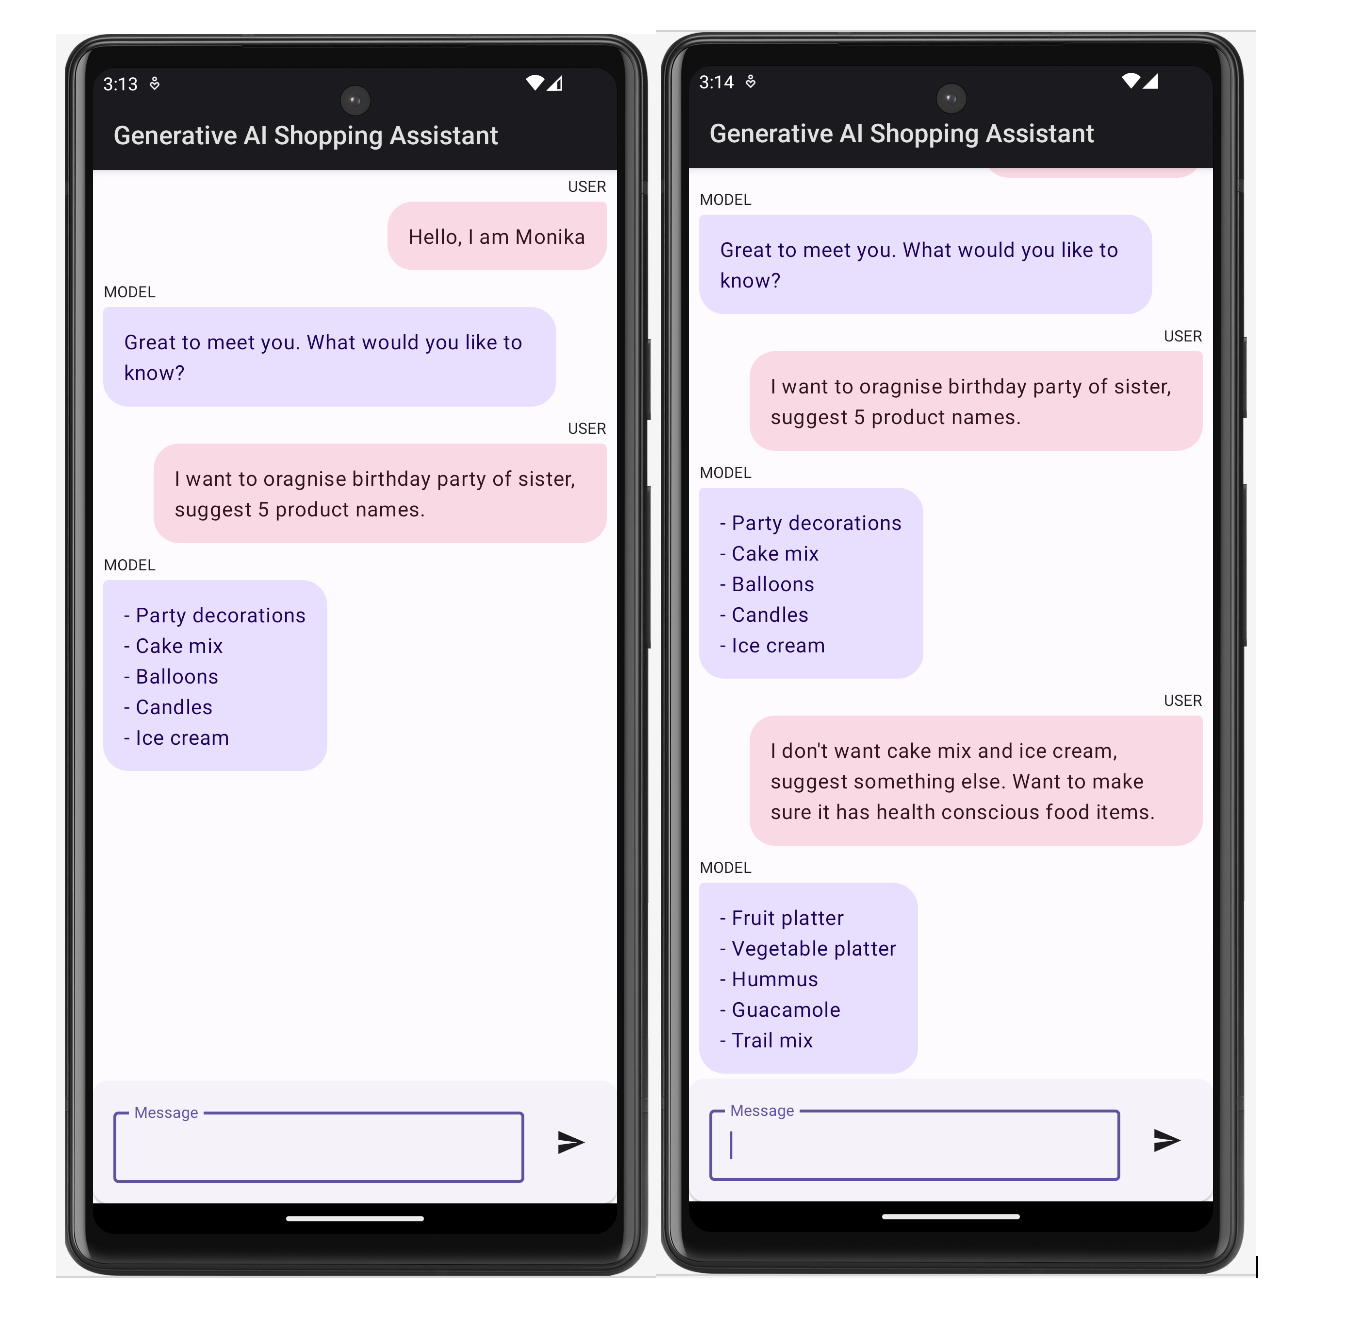 3:13
Generative AI Shopping Assistant
USER
Hello, I am Monika
MODEL
Great to meet you. What would you like to
know?
USER
I want to oragnise birthday party of sister,
suggest 5 product names.
MODEL
- Party decorations
- Cake mix
- Balloons
- Candles
- Ice cream
Message
3:14
Generative AI Shopping Assistant
MODEL
Great to meet you. What would you like to
know?
USER
I want to oragnise birthday party of sister,
suggest 5 product names.
MODEL
- Party decorations
- Cake mix
- Balloons
- Candles
- Ice cream
USER
I don't want cake mix and ice cream,
suggest something else. Want to make
sure it has health conscious food items.
MODEL
- Fruit platter
- Vegetable platter
- Hummus
- Guacamole
- Trail mix
Message